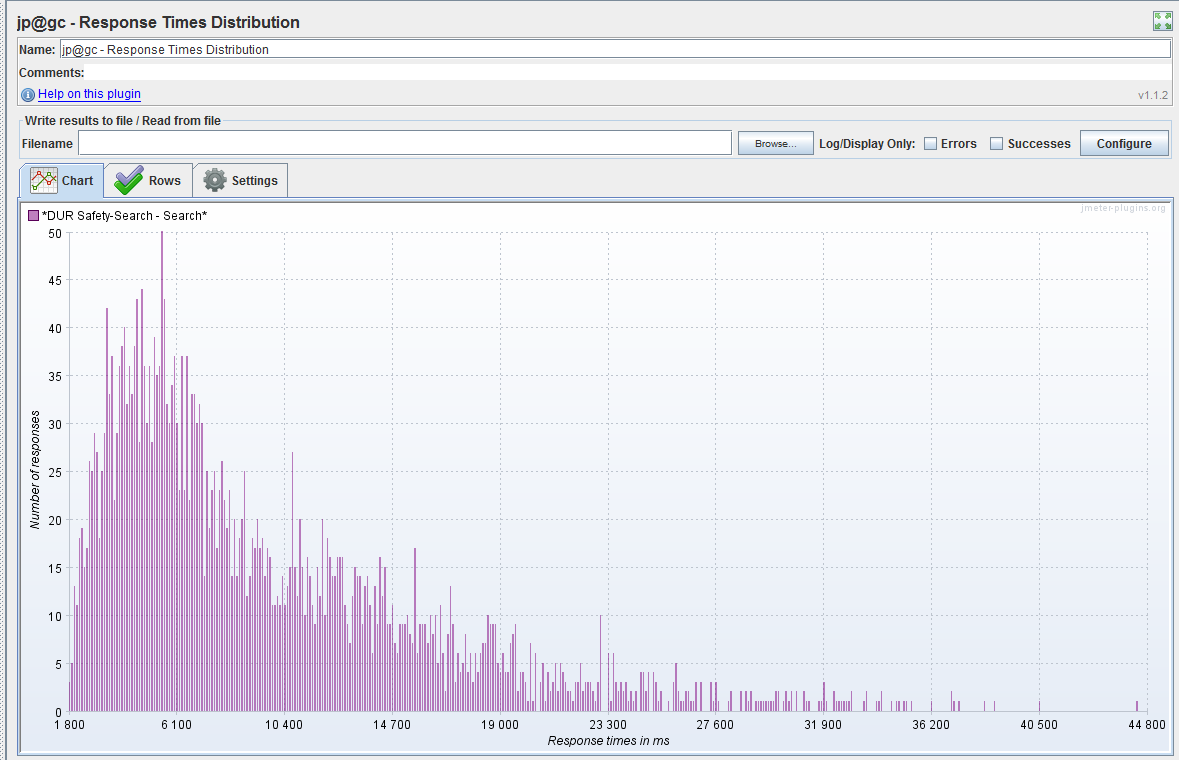 jp@gc - Response Times Distribution
Name: jp@gc - Response Times Distribution
Comments:
Help on this plugin
v1.1.2
Write results to file / Read from file
Filename Browse... Log/Display Only: Errors Successes Configure
Chart Rows Settings
*DUR Safety-Search - Search*
jmeter-plugins.org
50
45
40
35
30
25
20
15
10
5
0
Number of responses
1 800 6 100 10 400 14 700 19 000 23 300 27 600 31 900 36 200 40 500 44 800
Response times in ms